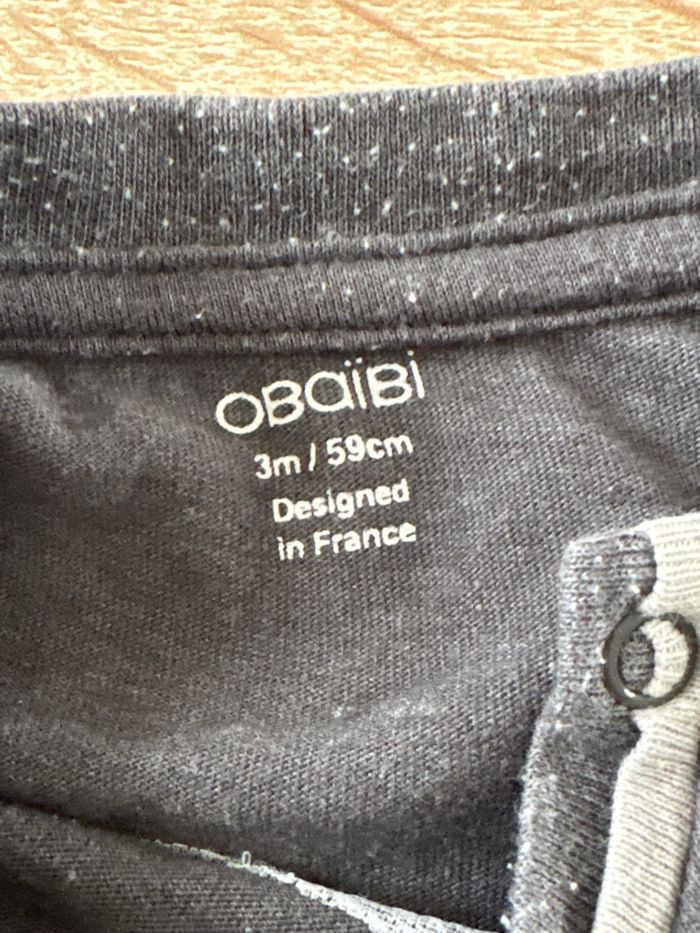 OBaïBi
3m / 59cm
Designed
in France